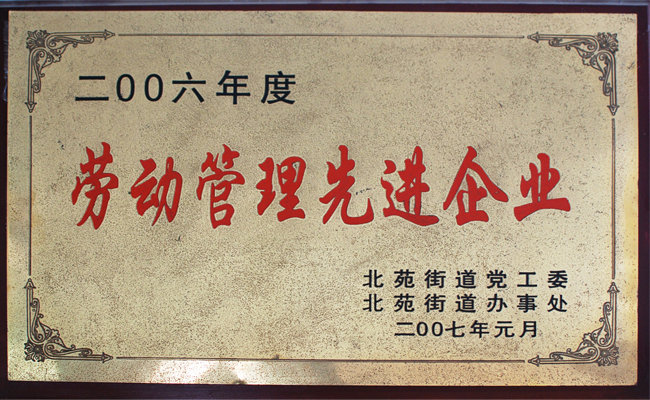 二00六年度
劳动管理先进企业
北苑街道党工委
北苑街道办事处
二00七年元月